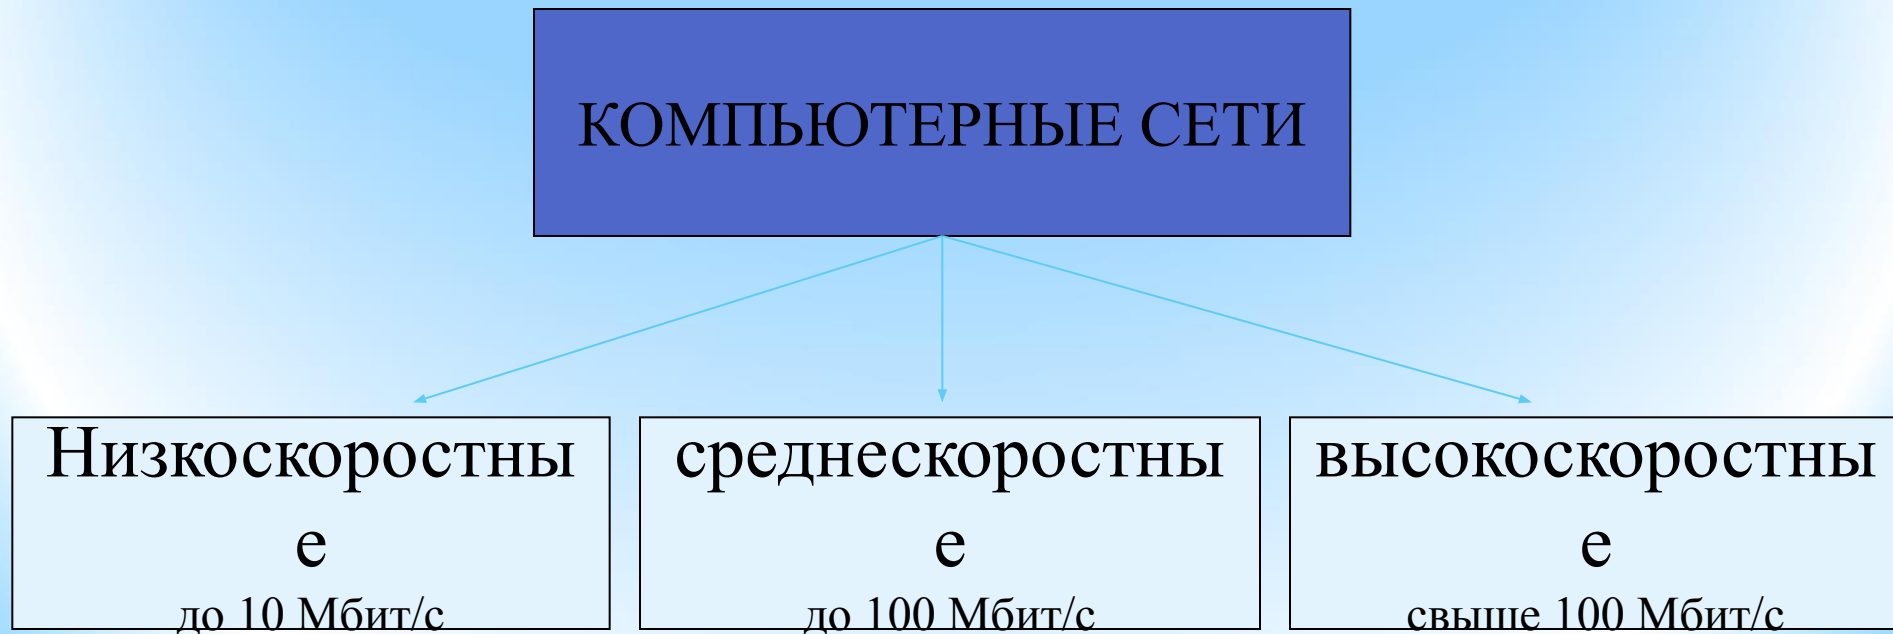 КОМПЬЮТЕРНЫЕ СЕТИ
Низкоскоростны
е
до 10 Мбит/с
среднескоростны
е
до 100 Мбит/с
высокоскоростны
е
свыше 100 Мбит/с